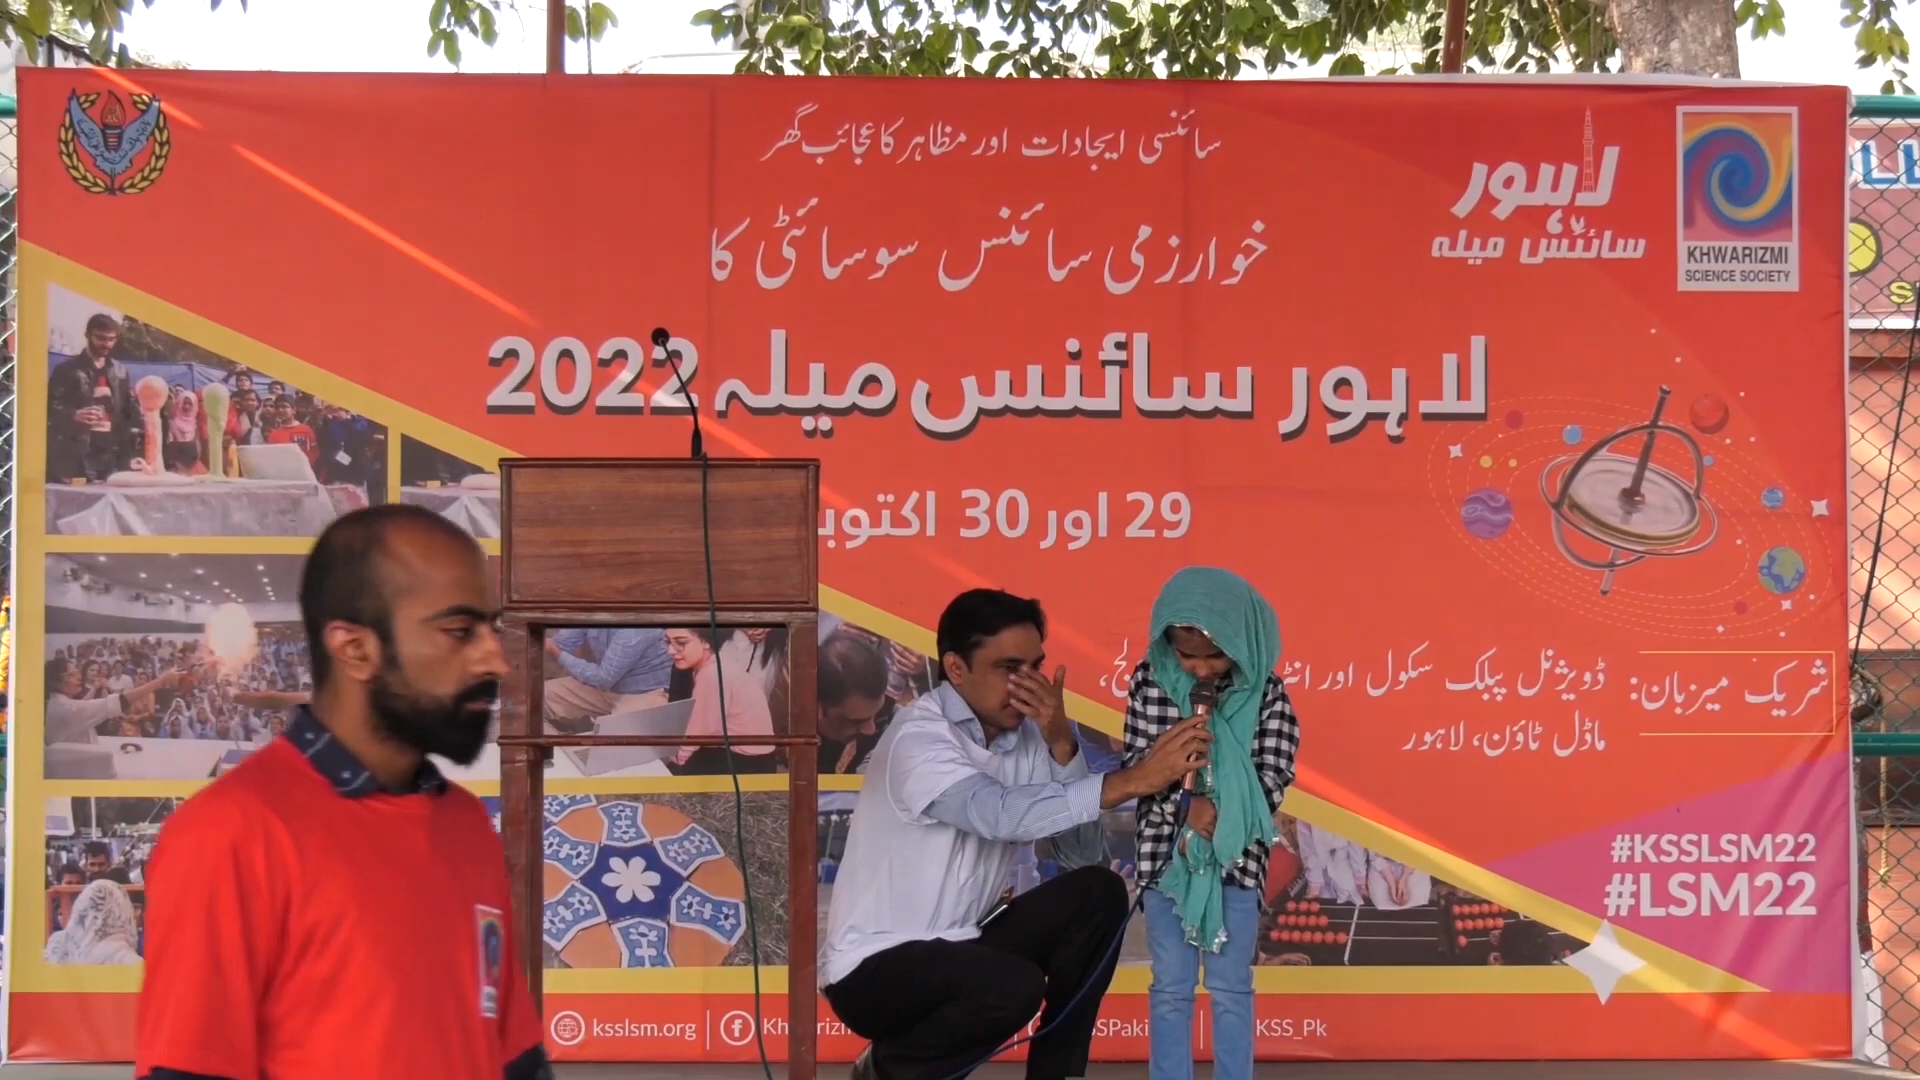 سائنسی ایجادات اور مظاہر کا عجائب گھر
خوارزمی سائنس سوسائٹی کا
لاہور سائنس میلہ 2022
29 اور 30 اکتوبر
لاہور
سائنس میلہ
KHWARIZMI
SCIENCE SOCIETY
شریک میزبان:
ڈویژنل پبلک سکول اور
ماڈل ٹاؤن، لاہور
#KSSLSM22
#LSM22
ksslsm.org
KSS_Pk